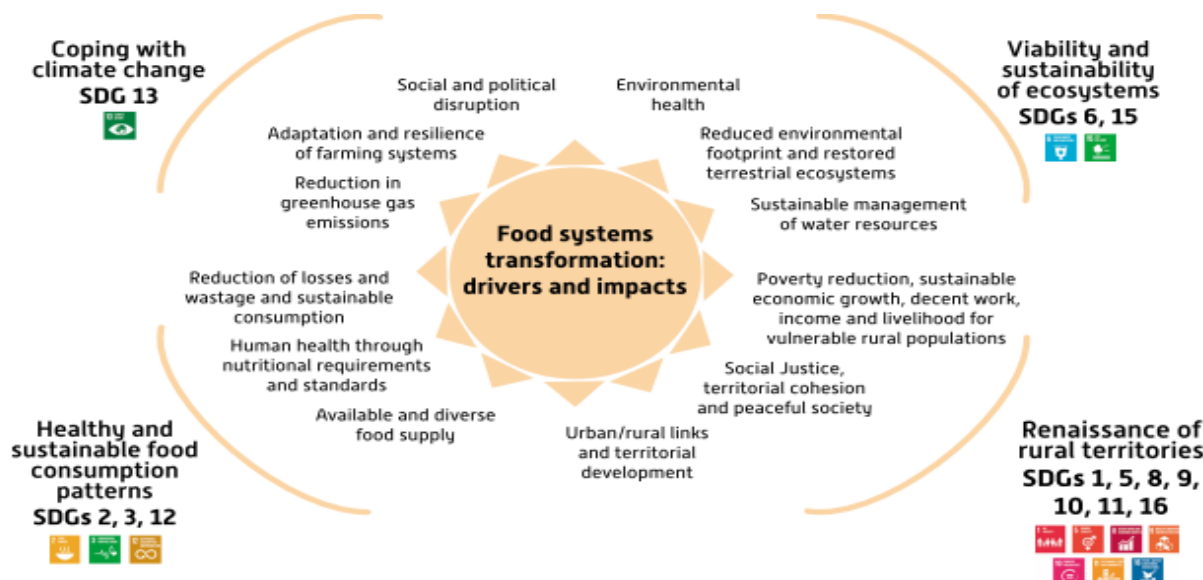 Coping with
climate change
SDG 13
Social and political
disruption
Environmental
health
Viability and
sustainability
of ecosystems
SDGs 6, 15
Adaptation and resilience
of farming systems
Reduced environmental
footprint and restored
terrestrial ecosystems
Reduction in
greenhouse gas
emissions
Sustainable management
of water resources
Food systems
transformation:
drivers and impacts
Reduction of losses and
wastage and sustainable
consumption
Poverty reduction, sustainable
economic growth, decent work,
income and livelihood for
vulnerable rural populations
Human health through
nutritional requirements
and standards
Social Justice,
territorial cohesion
and peaceful society
Available and diverse
food supply
Urban/rural links
and territorial
development
Healthy and
sustainable food
consumption
patterns
SDGs 2, 3, 12
Renaissance of
rural territories
SDGs 1, 5, 8, 9,
10, 11, 16